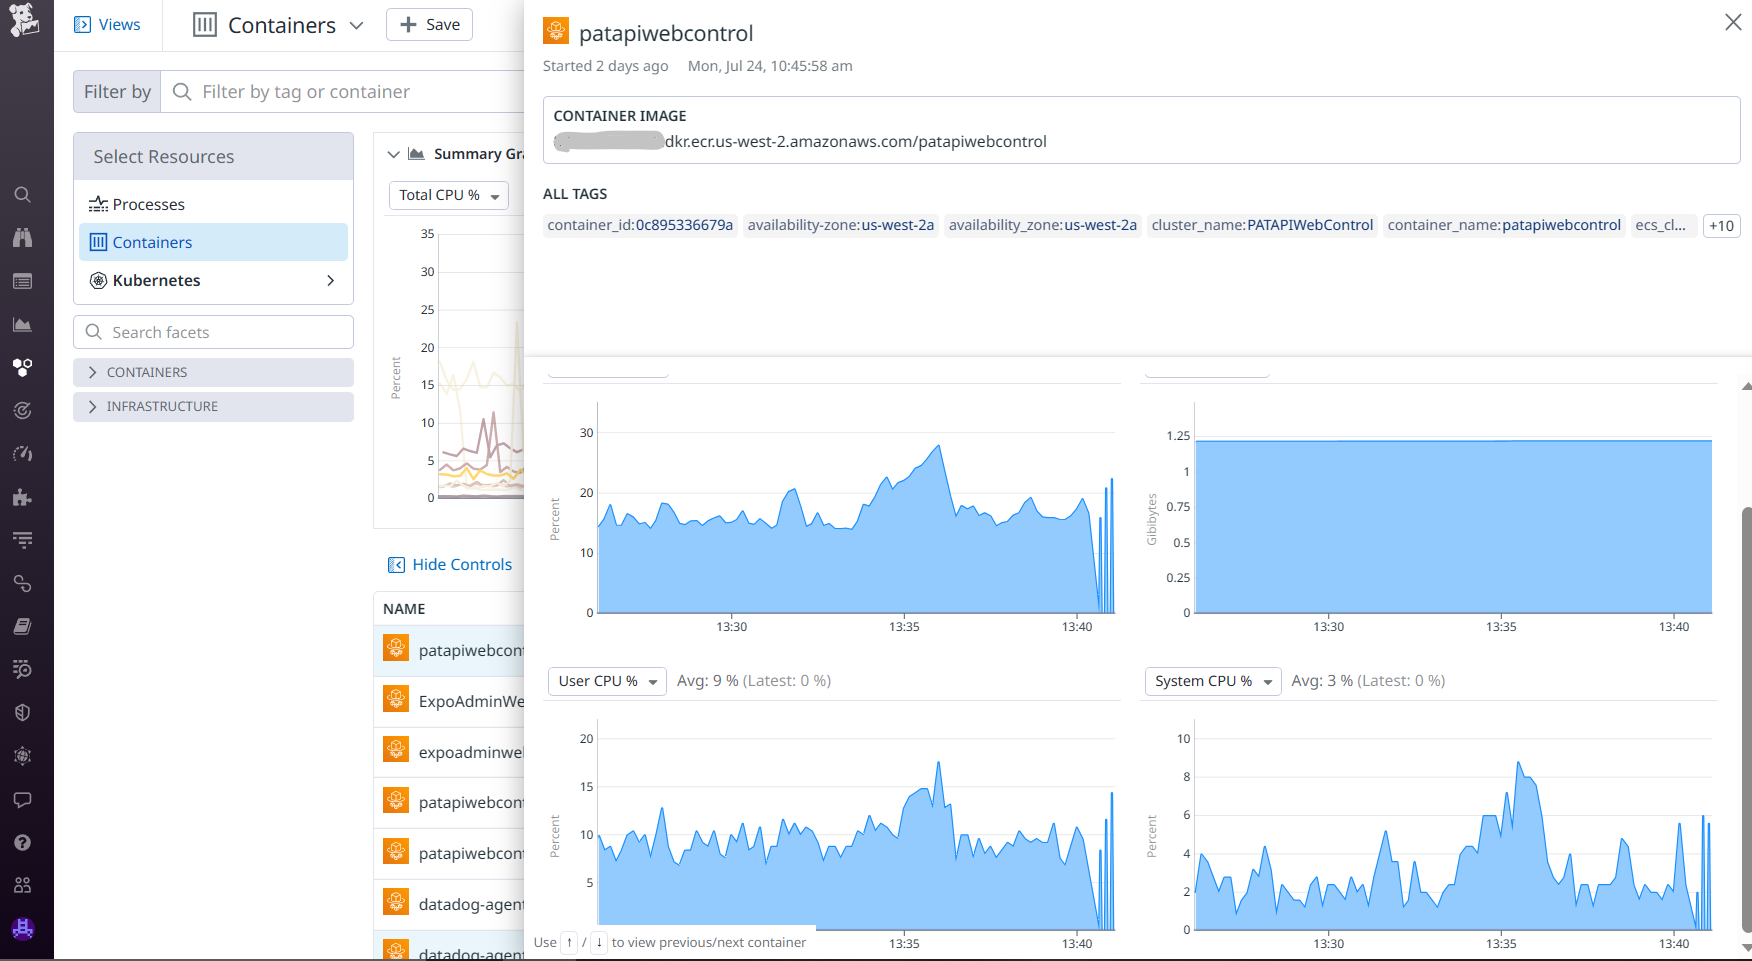 Views
Containers
Save
Filter by
Filter by tag or container
Select Resources
Processes
Containers
Kubernetes
Search facets
CONTAINERS
INFRASTRUCTURE
Summary Gr
Total CPU %
35
30
25
20
15
10
5
0
Percent
Hide Controls
NAME
patapiwebcont
ExpoAdminWe
expoadminwe
patapiwebcont
patapiwebcont
datadog-agent
datadog-agent
patapiwebcontrol
Started 2 days ago Mon, Jul 24, 10:45:58 am
CONTAINER IMAGE
dkr.ecr.us-west-2.amazonaws.com/patapiwebcontrol
ALL TAGS
container_id:0c895336679a availability-zone:us-west-2a availability_zone:us-west-2a cluster_name:PATAPIWebControl container_name:patapiwebcontrol ecs_cl... +10
30
20
10
0
Percent
13:30 13:35 13:40
1.25
1
0.75
0.5
0.25
0
Gibibytes
13:30 13:35 13:40
User CPU % Avg: 9 % (Latest: 0 %)
20
15
10
5
Percent
13:35 13:40
System CPU % Avg: 3 % (Latest: 0 %)
10
8
6
4
2
0
Percent
13:30 13:35 13:40
Use ↑ / ↓ to view previous/next container